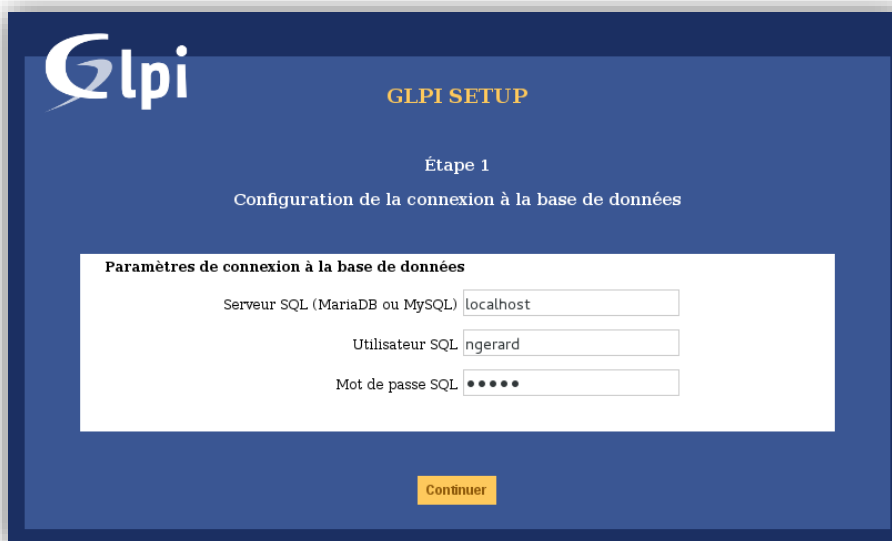 Glpi
GLPI SETUP
Étape 1
Configuration de la connexion à la base de données
Paramètres de connexion à la base de données
Serveur SQL (MariaDB ou MySQL) localhost
Utilisateur SQL ngerard
Mot de passe SQL •••••
Continuer